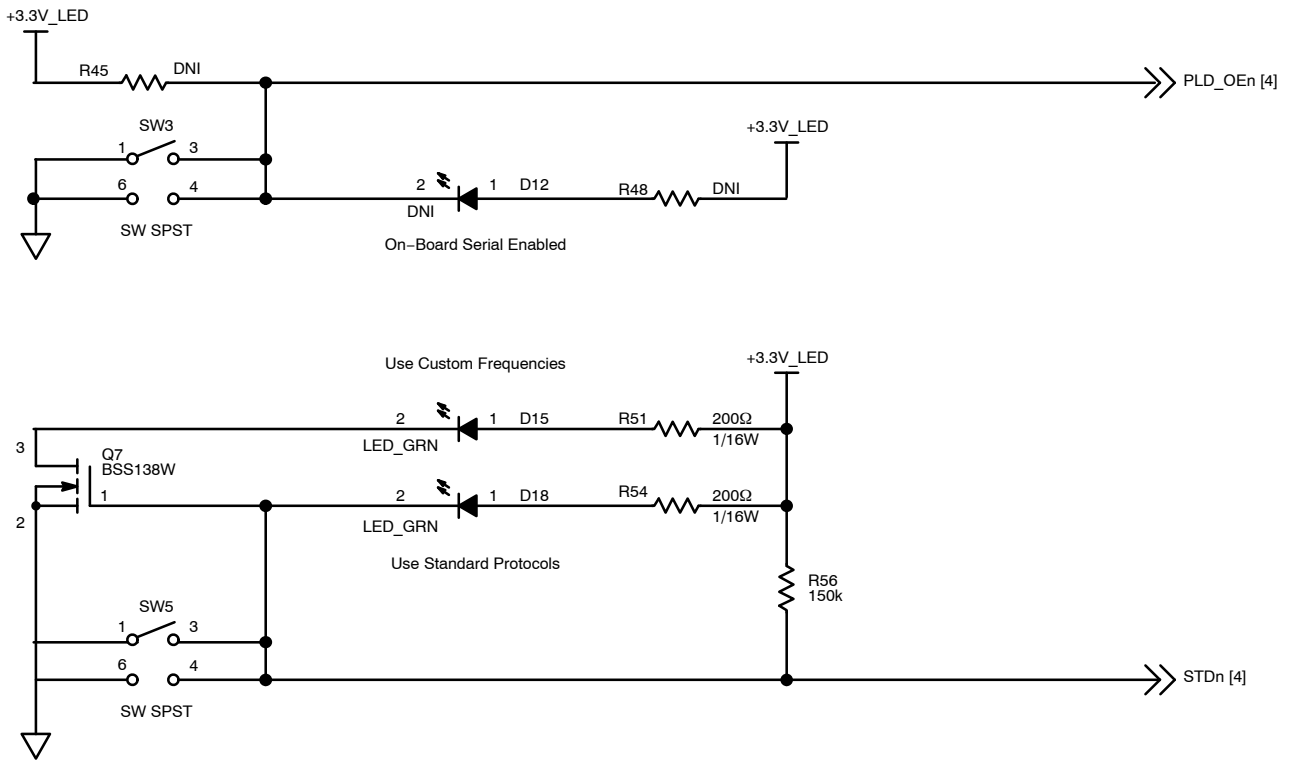 +3.3V_LED
R45
DNI
PLD_OEn [4]
SW3
1
3
6
4
SW SPST
+3.3V_LED
2
1
D12
DNI
R48
DNI
On−Board Serial Enabled
Use Custom Frequencies
+3.3V_LED
2
1
D15
R51
200Ω
1/16W
LED_GRN
3
Q7
BSS138W
1
2
2
1
D18
R54
200Ω
1/16W
LED_GRN
Use Standard Protocols
R56
150k
SW5
1
3
6
4
SW SPST
STDn [4]